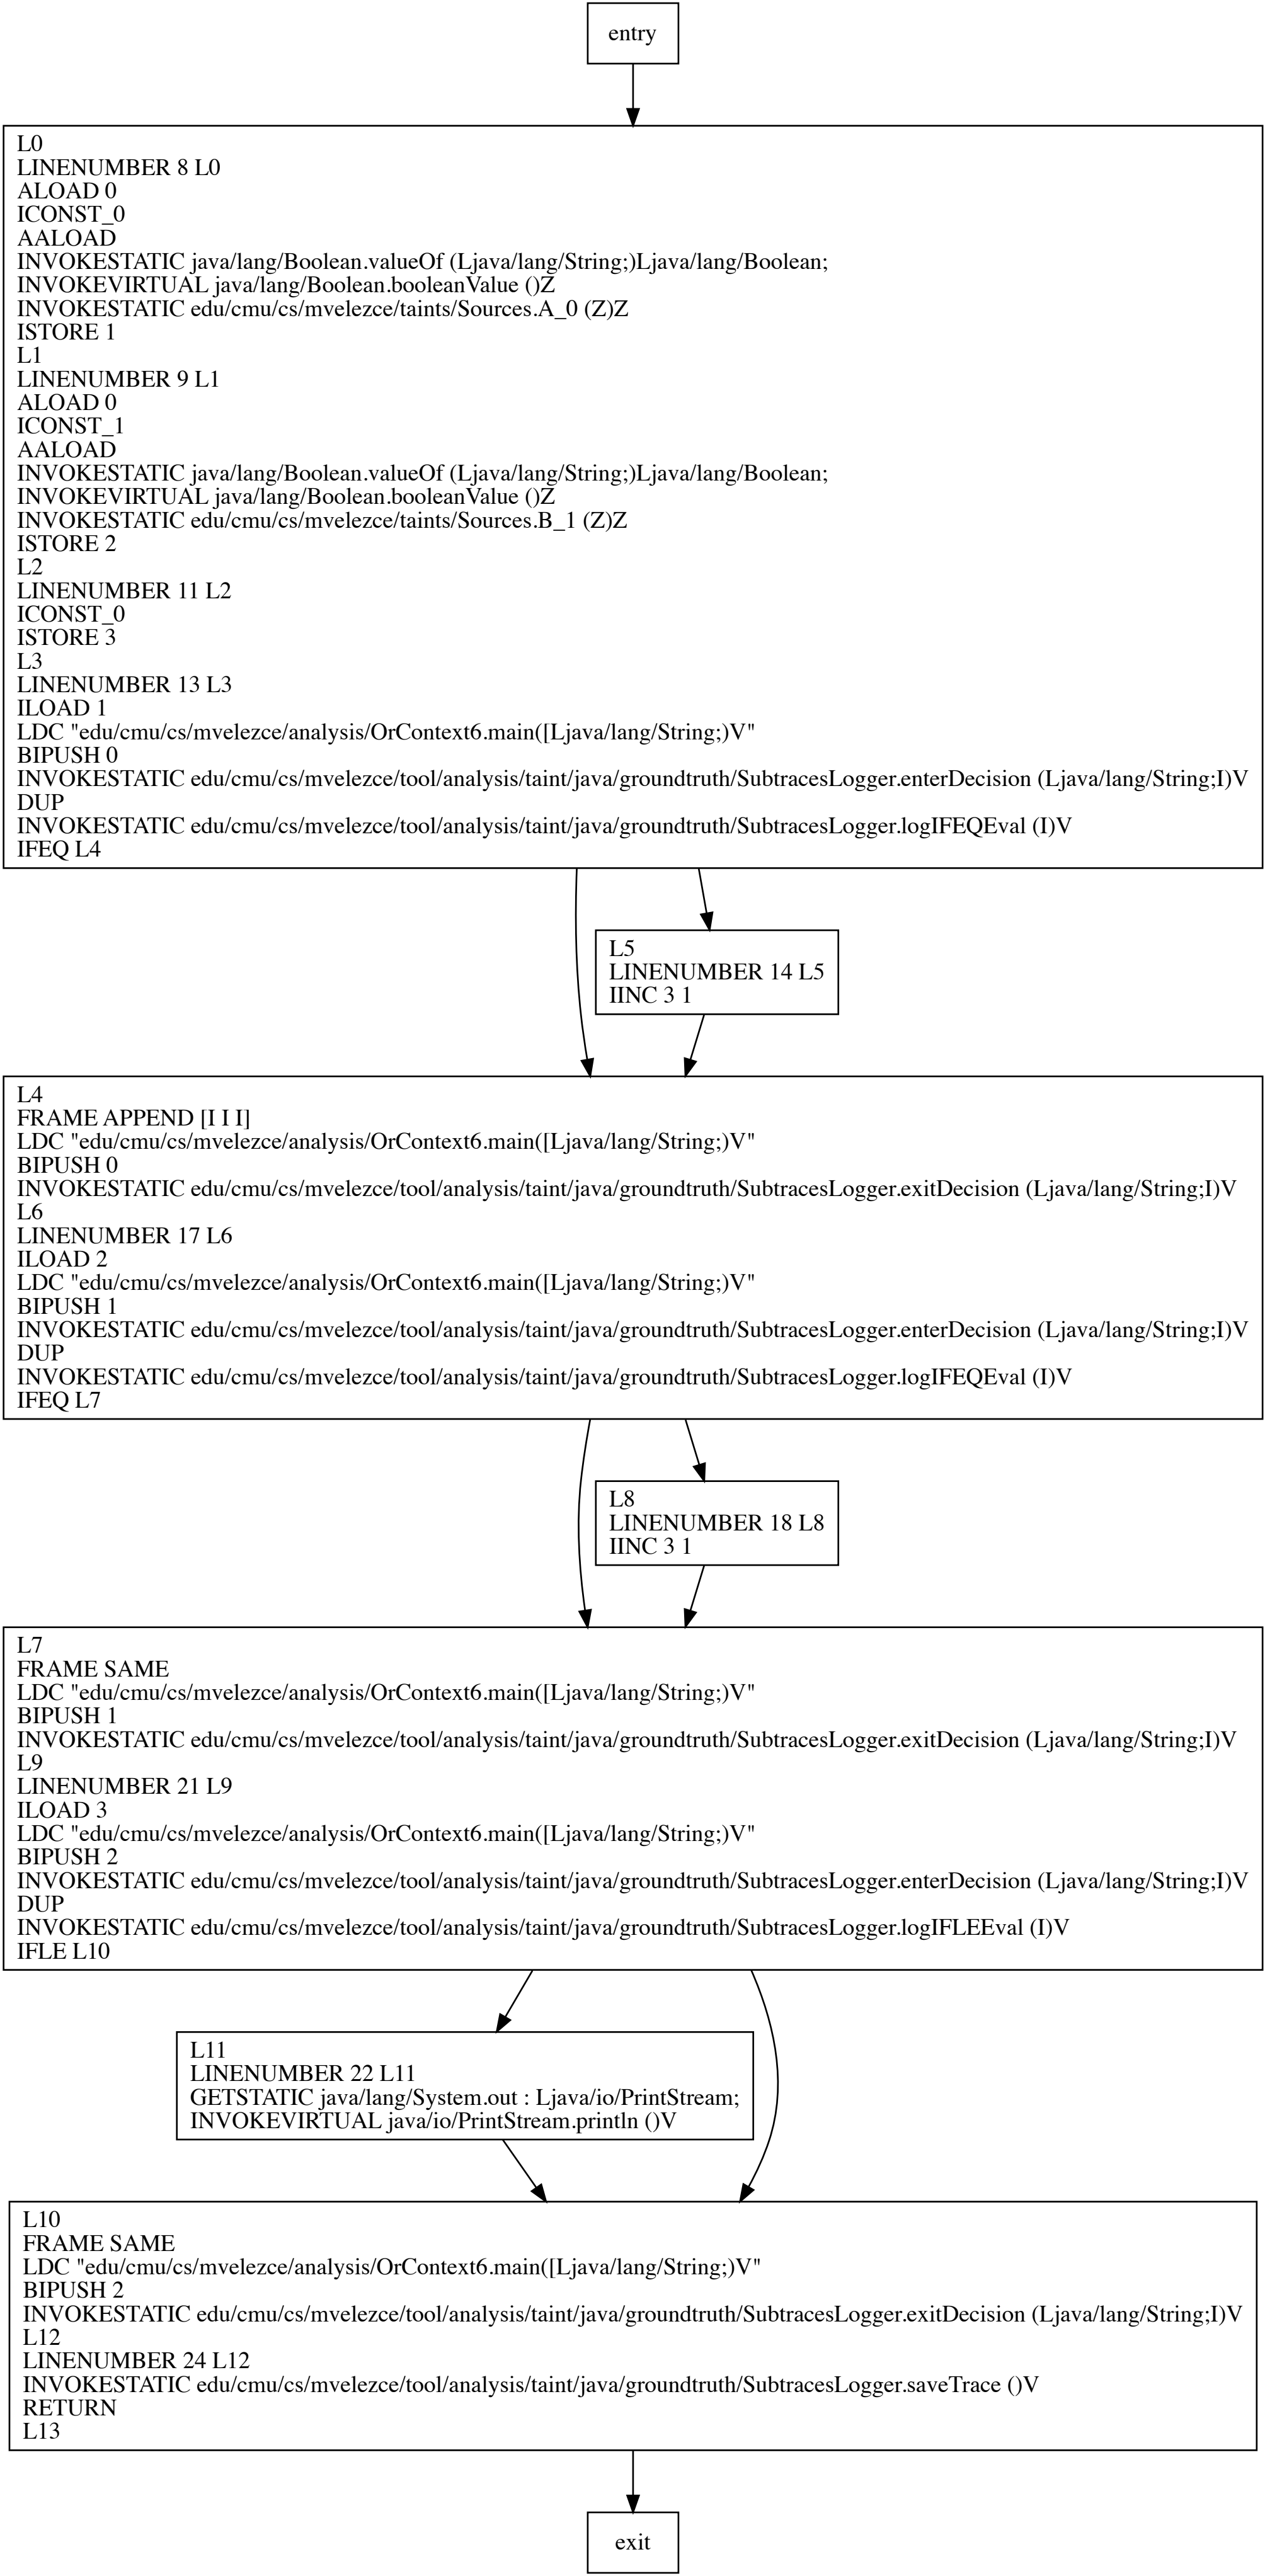 entry
L0
LINENUMBER 8 L0
ALOAD 0
ICONST_0
AALOAD
INVOKESTATIC java/lang/Boolean.valueOf (Ljava/lang/String;)Ljava/lang/Boolean;
INVOKEVIRTUAL java/lang/Boolean.booleanValue ()Z
INVOKESTATIC edu/cmu/cs/mvelezce/taints/Sources.A_0 (Z)Z
ISTORE 1
L1
LINENUMBER 9 L1
ALOAD 0
ICONST_1
AALOAD
INVOKESTATIC java/lang/Boolean.valueOf (Ljava/lang/String;)Ljava/lang/Boolean;
INVOKEVIRTUAL java/lang/Boolean.booleanValue ()Z
INVOKESTATIC edu/cmu/cs/mvelezce/taints/Sources.B_1 (Z)Z
ISTORE 2
L2
LINENUMBER 11 L2
ICONST_0
ISTORE 3
L3
LINENUMBER 13 L3
ILOAD 1
LDC "edu/cmu/cs/mvelezce/analysis/OrContext6.main([Ljava/lang/String;)V"
BIPUSH 0
INVOKESTATIC edu/cmu/cs/mvelezce/tool/analysis/taint/java/groundtruth/SubtracesLogger.enterDecision (Ljava/lang/String;I)V
DUP
INVOKESTATIC edu/cmu/cs/mvelezce/tool/analysis/taint/java/groundtruth/SubtracesLogger.logIFEQEval (I)V
IFEQ L4
L5
LINENUMBER 14 L5
IINC 3 1
L4
FRAME APPEND [I I I]
LDC "edu/cmu/cs/mvelezce/analysis/OrContext6.main([Ljava/lang/String;)V"
BIPUSH 0
INVOKESTATIC edu/cmu/cs/mvelezce/tool/analysis/taint/java/groundtruth/SubtracesLogger.exitDecision (Ljava/lang/String;I)V
L6
LINENUMBER 17 L6
ILOAD 2
LDC "edu/cmu/cs/mvelezce/analysis/OrContext6.main([Ljava/lang/String;)V"
BIPUSH 1
INVOKESTATIC edu/cmu/cs/mvelezce/tool/analysis/taint/java/groundtruth/SubtracesLogger.enterDecision (Ljava/lang/String;I)V
DUP
INVOKESTATIC edu/cmu/cs/mvelezce/tool/analysis/taint/java/groundtruth/SubtracesLogger.logIFEQEval (I)V
IFEQ L7
L8
LINENUMBER 18 L8
IINC 3 1
L7
FRAME SAME
LDC "edu/cmu/cs/mvelezce/analysis/OrContext6.main([Ljava/lang/String;)V"
BIPUSH 1
INVOKESTATIC edu/cmu/cs/mvelezce/tool/analysis/taint/java/groundtruth/SubtracesLogger.exitDecision (Ljava/lang/String;I)V
L9
LINENUMBER 21 L9
ILOAD 3
LDC "edu/cmu/cs/mvelezce/analysis/OrContext6.main([Ljava/lang/String;)V"
BIPUSH 2
INVOKESTATIC edu/cmu/cs/mvelezce/tool/analysis/taint/java/groundtruth/SubtracesLogger.enterDecision (Ljava/lang/String;I)V
DUP
INVOKESTATIC edu/cmu/cs/mvelezce/tool/analysis/taint/java/groundtruth/SubtracesLogger.logIFLEEval (I)V
IFLE L10
L11
LINENUMBER 22 L11
GETSTATIC java/lang/System.out : Ljava/io/PrintStream;
INVOKEVIRTUAL java/io/PrintStream.println ()V
L10
FRAME SAME
LDC "edu/cmu/cs/mvelezce/analysis/OrContext6.main([Ljava/lang/String;)V"
BIPUSH 2
INVOKESTATIC edu/cmu/cs/mvelezce/tool/analysis/taint/java/groundtruth/SubtracesLogger.exitDecision (Ljava/lang/String;I)V
L12
LINENUMBER 24 L12
INVOKESTATIC edu/cmu/cs/mvelezce/tool/analysis/taint/java/groundtruth/SubtracesLogger.saveTrace ()V
RETURN
L13
exit